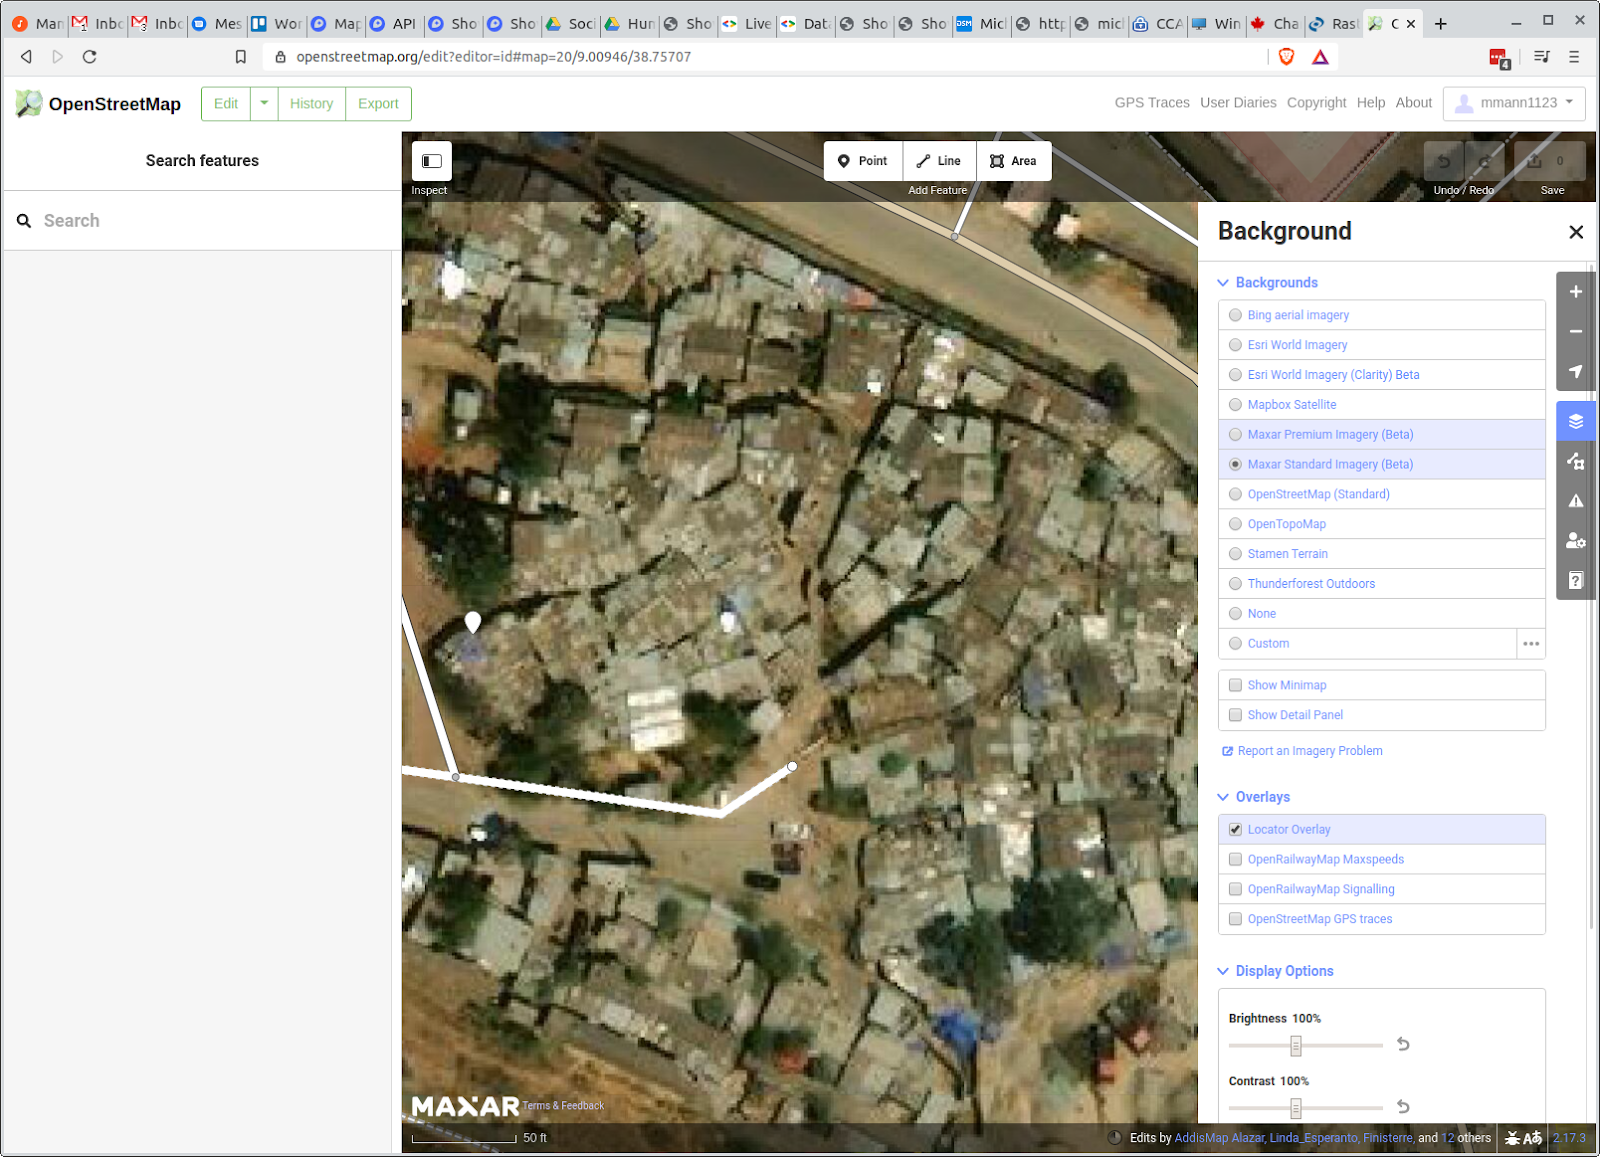 Man
Inbo
Inbo
Mes
Wor
Map
API
Sho
Sho
Soci
Hun
Sho
Live
Data
Sho
Sho
DSM
Micl
http
mic
CCA
Win
Cha
Rast
openstreetmap.org/edit?editor=id#map=20/9.00946/38.75707
4
OpenStreetMap
Edit
History
Export
GPS Traces
User Diaries
Copyright
Help
About
mmann1123
Search features
Search
Inspect
Point
Line
Area
Add Feature
Undo / Redo
0
Save
Background
Backgrounds
Bing aerial imagery
Esri World Imagery
Esri World Imagery (Clarity) Beta
Mapbox Satellite
Maxar Premium Imagery (Beta)
Maxar Standard Imagery (Beta)
OpenStreetMap (Standard)
OpenTopoMap
Stamen Terrain
Thunderforest Outdoors
None
Custom
Show Minimap
Show Detail Panel
Report an Imagery Problem
Overlays
Locator Overlay
OpenRailwayMap Maxspeeds
OpenRailwayMap Signalling
OpenStreetMap GPS traces
Display Options
Brightness 100%
Contrast 100%
MAXAR Terms & Feedback
50 ft
Edits by AddisMap Alazar, Linda_Esperanto, Finisterre, and 12 others
2.17.3